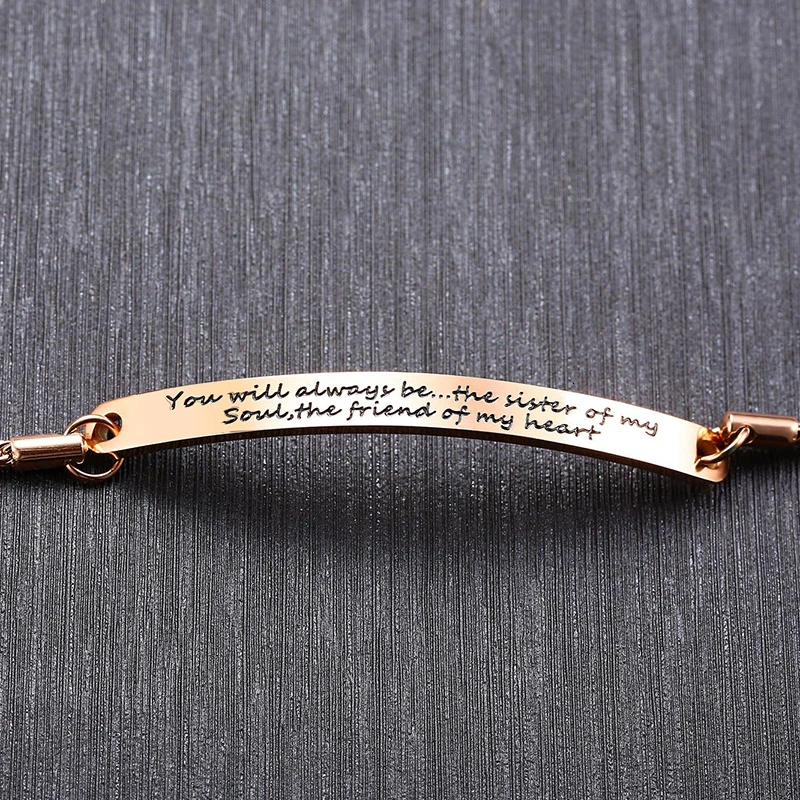 You will always be...the sister of my
Soul,the friend of my heart